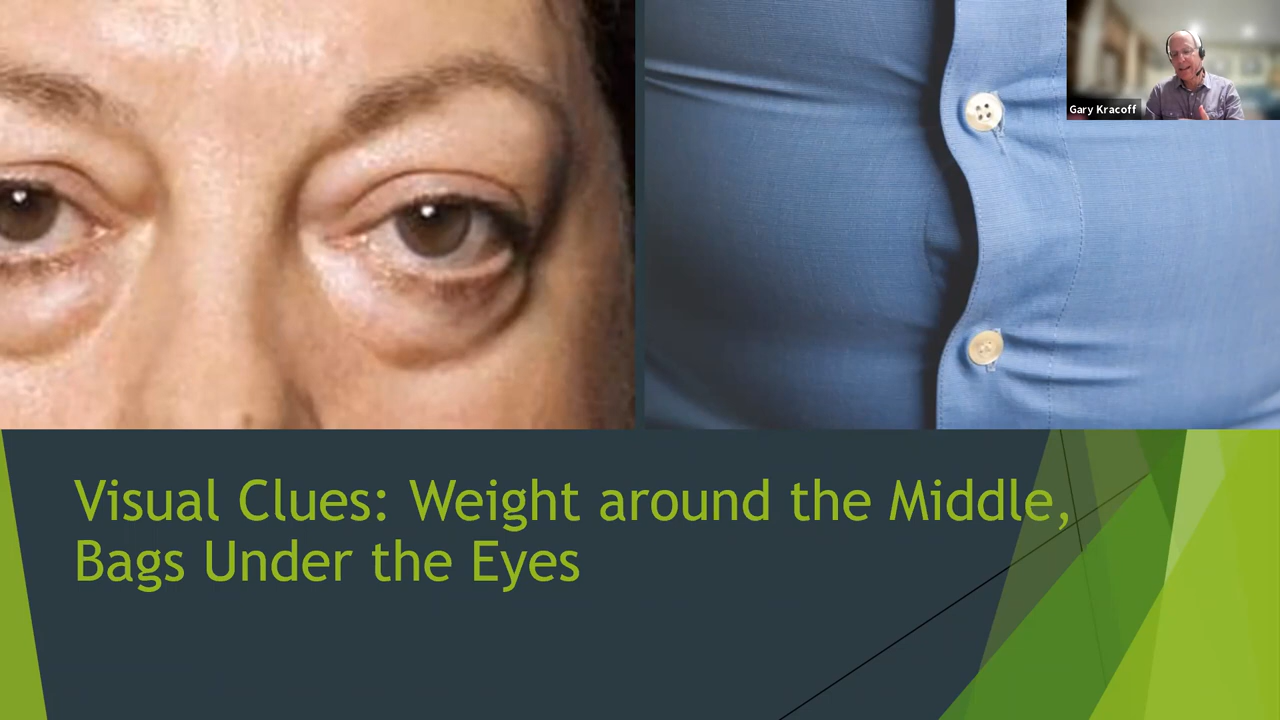 Gary Kracoff
Visual Clues: Weight around the Middle,
Bags Under the Eyes